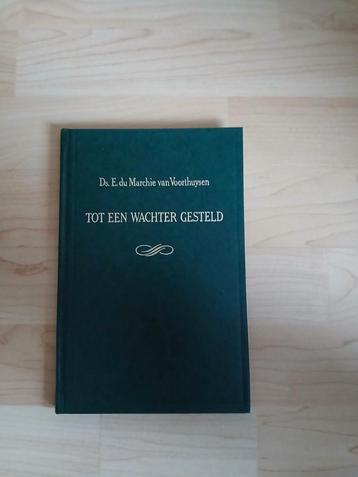 Ds. E. du Marchie van Voorthuysen
TOT EEN WACHTER GESTELD